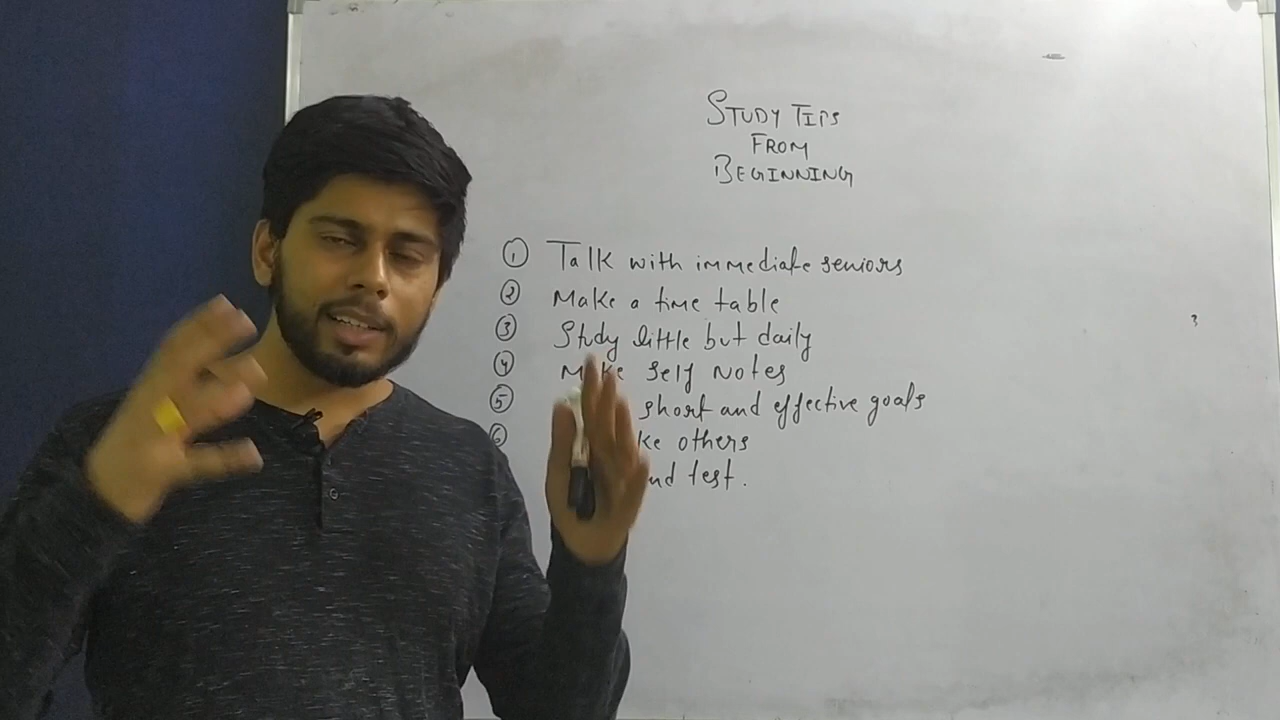 STUDY TIPS
FROM
BEGINNING
① Talk with immediate seniors
② Make a time table
③ Study little but daily
④ Make self notes
⑤ short and effective goals
⑥ others
test.